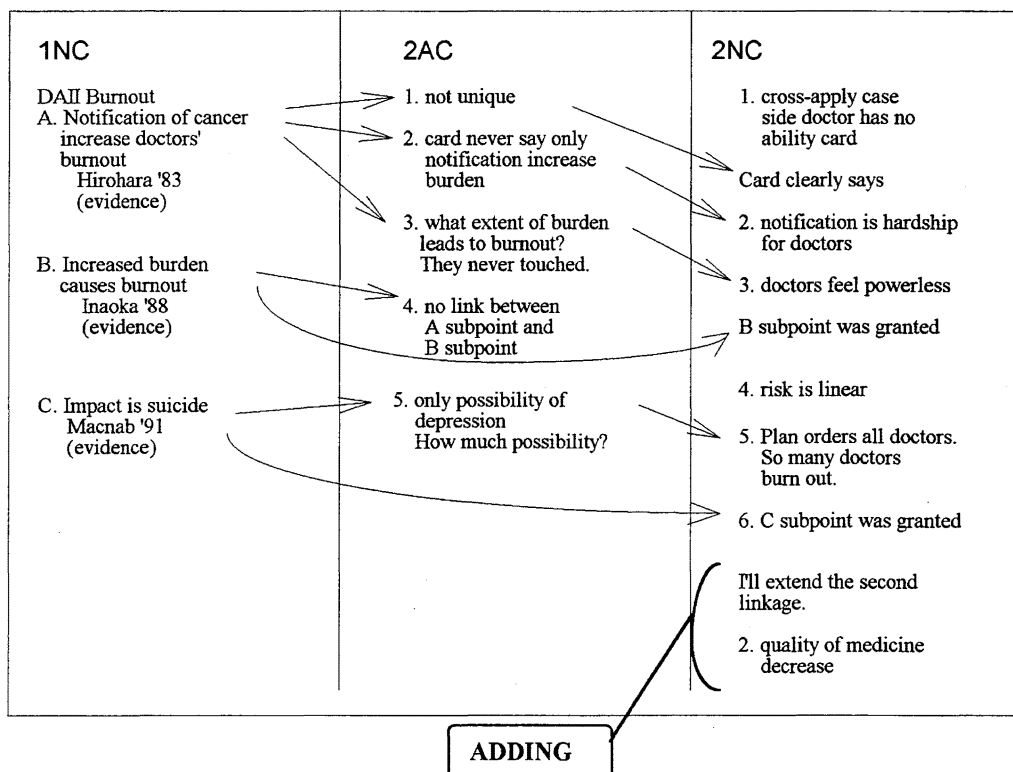 1NC
DAII Burnout
A. Notification of cancer
increase doctors'
burnout
Hirohara '83
(evidence)
B. Increased burden
causes burnout
Inaoka '88
(evidence)
C. Impact is suicide
Macnab '91
(evidence)
2AC
1. not unique
2. card never say only
notification increase
burden
3. what extent of burden
leads to burnout?
They never touched.
4. no link between
A subpoint and
B subpoint
5. only possibility of
depression
How much possibility?
2NC
1. cross-apply case
side doctor has no
ability card
Card clearly says
2. notification is hardship
for doctors
3. doctors feel powerless
B subpoint was granted
4. risk is linear
5. Plan orders all doctors.
So many doctors
burn out.
6. C subpoint was granted
I'll extend the second
linkage.
2. quality of medicine
decrease
ADDING